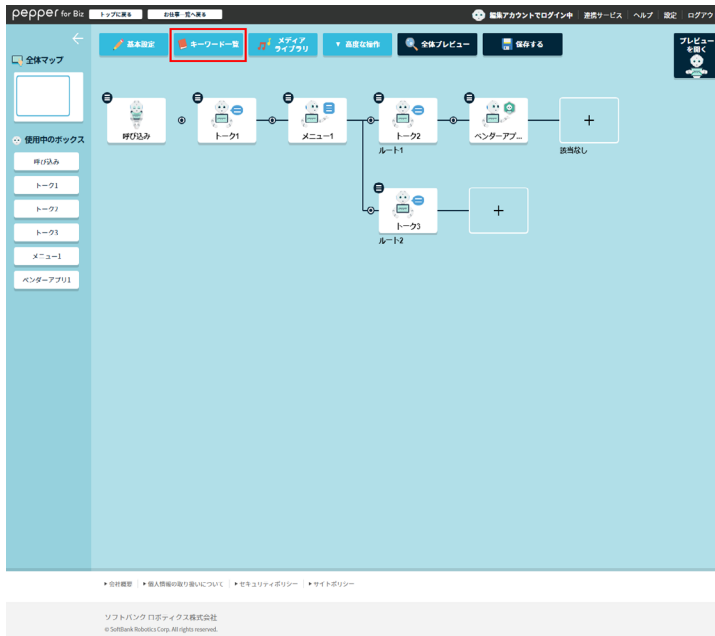 pepper for Biz
トップに戻る
お仕事一覧へ戻る
編集アカウントでログイン中
連携サービス
ヘルプ
設定
ログアウ
基本設定
キーワード一覧
メディア
ライブラリ
▼ 高度な操作
全体プレビュー
保存する
プレビュー
を開く
全体マップ
使用中のボックス
呼び込み
トーク1
トーク2
トーク3
メニュー1
ベンダーアプリ1
呼び込み
トーク1
メニュー1
トーク2
ベンダーアプ...
ルート1
該当なし
トーク3
ルート2
会社概要
個人情報の取り扱いについて
セキュリティポリシー
サイトポリシー
ソフトバンク ロボティクス株式会社
© SoftBank Robotics Corp. All rights reserved.